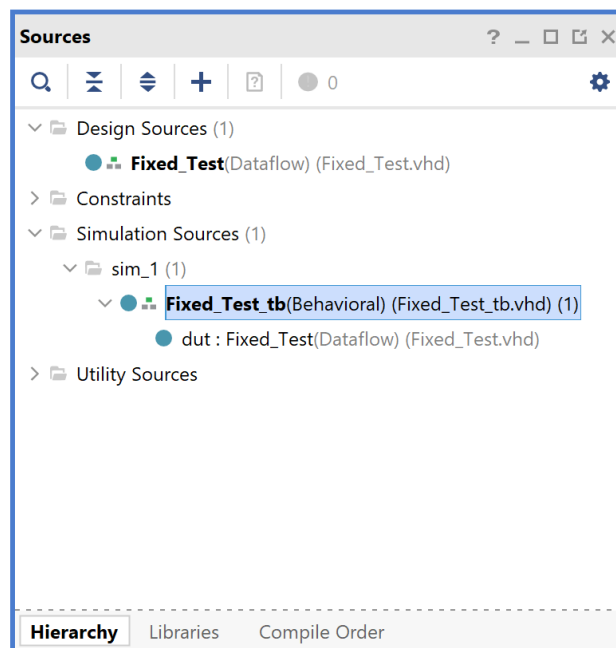 Sources
0
Design Sources (1)
Fixed_Test(Dataflow) (Fixed_Test.vhd)
Constraints
Simulation Sources (1)
sim_1 (1)
Fixed_Test_tb(Behavioral) (Fixed_Test_tb.vhd) (1)
dut : Fixed_Test(Dataflow) (Fixed_Test.vhd)
Utility Sources
Hierarchy Libraries Compile Order